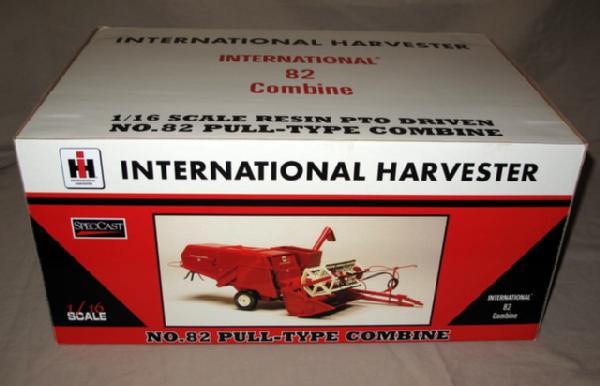 INTERNATIONAL HARVESTER
INTERNATIONAL®
82
Combine
1/16 SCALE RESIN PTO DRIVEN
NO.82 PULL-TYPE COMBINE
IH
INTERNATIONAL HARVESTER
SPECCAST
1/16
SCALE
INTERNATIONAL®
82
Combine
NO.82 PULL-TYPE COMBINE